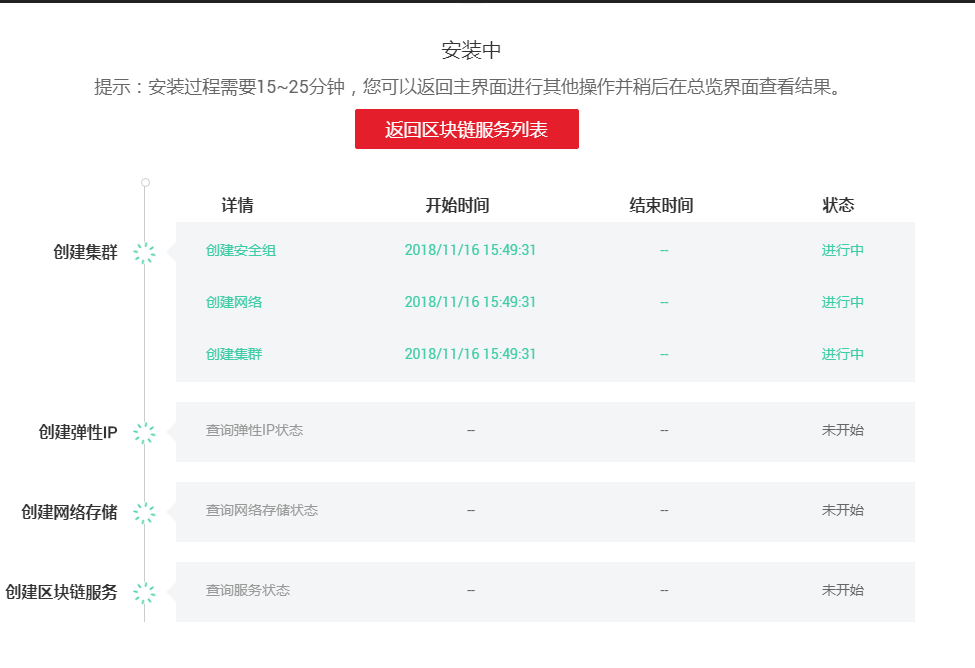 安装中
提示：安装过程需要15~25分钟，您可以返回主界面进行其他操作并稍后在总览界面查看结果。
返回区块链服务列表
详情 开始时间 结束时间 状态
创建集群 创建安全组 2018/11/16 15:49:31 -- 进行中
创建网络 2018/11/16 15:49:31 -- 进行中
创建集群 2018/11/16 15:49:31 -- 进行中
创建弹性IP 查询弹性IP状态 -- -- 未开始
创建网络存储 查询网络存储状态 -- -- 未开始
创建区块链服务 查询服务状态 -- -- 未开始